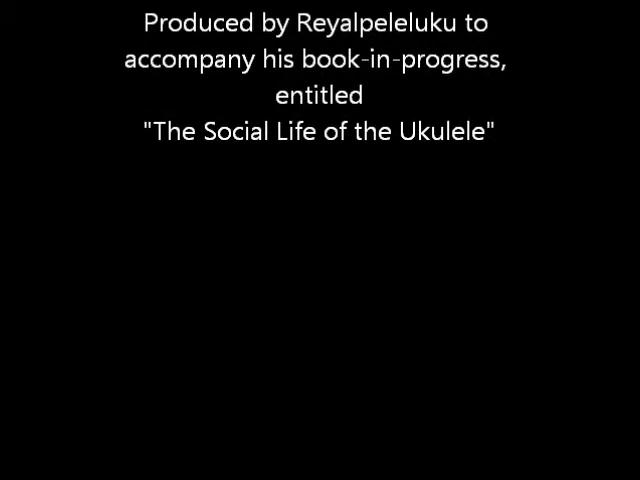 Produced by Reyalpeleluku to
accompany his book-in-progress,
entitled
"The Social Life of the Ukulele"